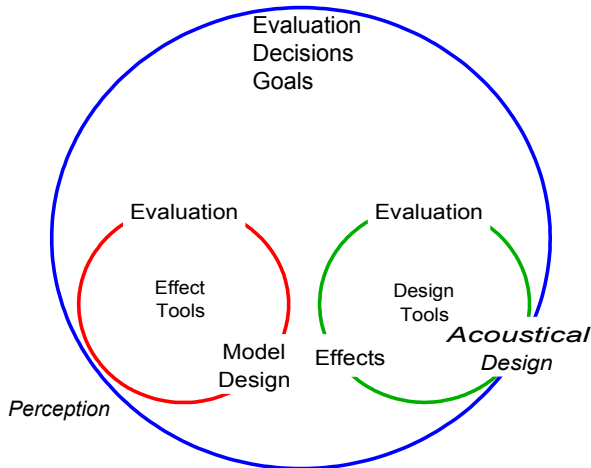 Evaluation
Decisions
Goals
Evaluation
Effect
Tools
Model
Design
Perception
Evaluation
Design
Tools
Effects
Acoustical
Design